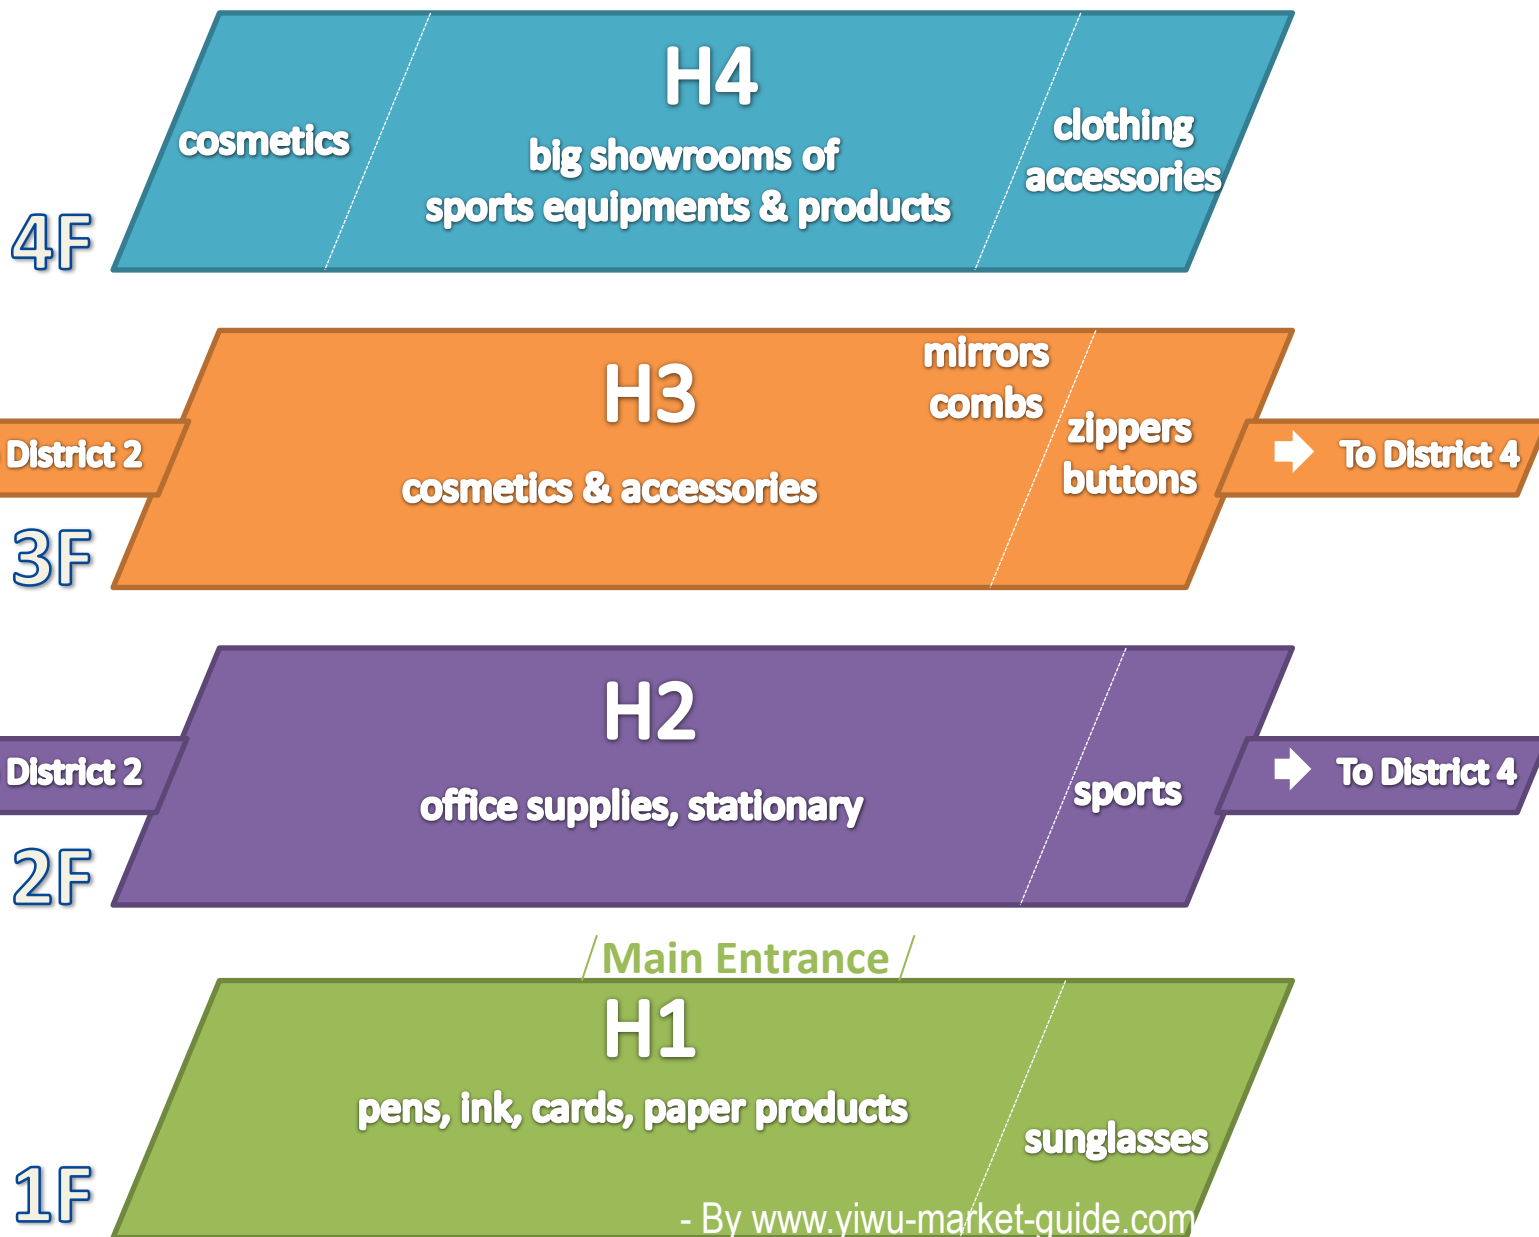 H4
cosmetics
big showrooms of
sports equipments & products
clothing
accessories
4F
H3
mirrors
combs
zippers
buttons
cosmetics & accessories
District 2
To District 4
3F
H2
office supplies, stationary
sports
District 2
To District 4
2F
Main Entrance
H1
pens, ink, cards, paper products
sunglasses
1F
- By www.yiwu-market-guide.com